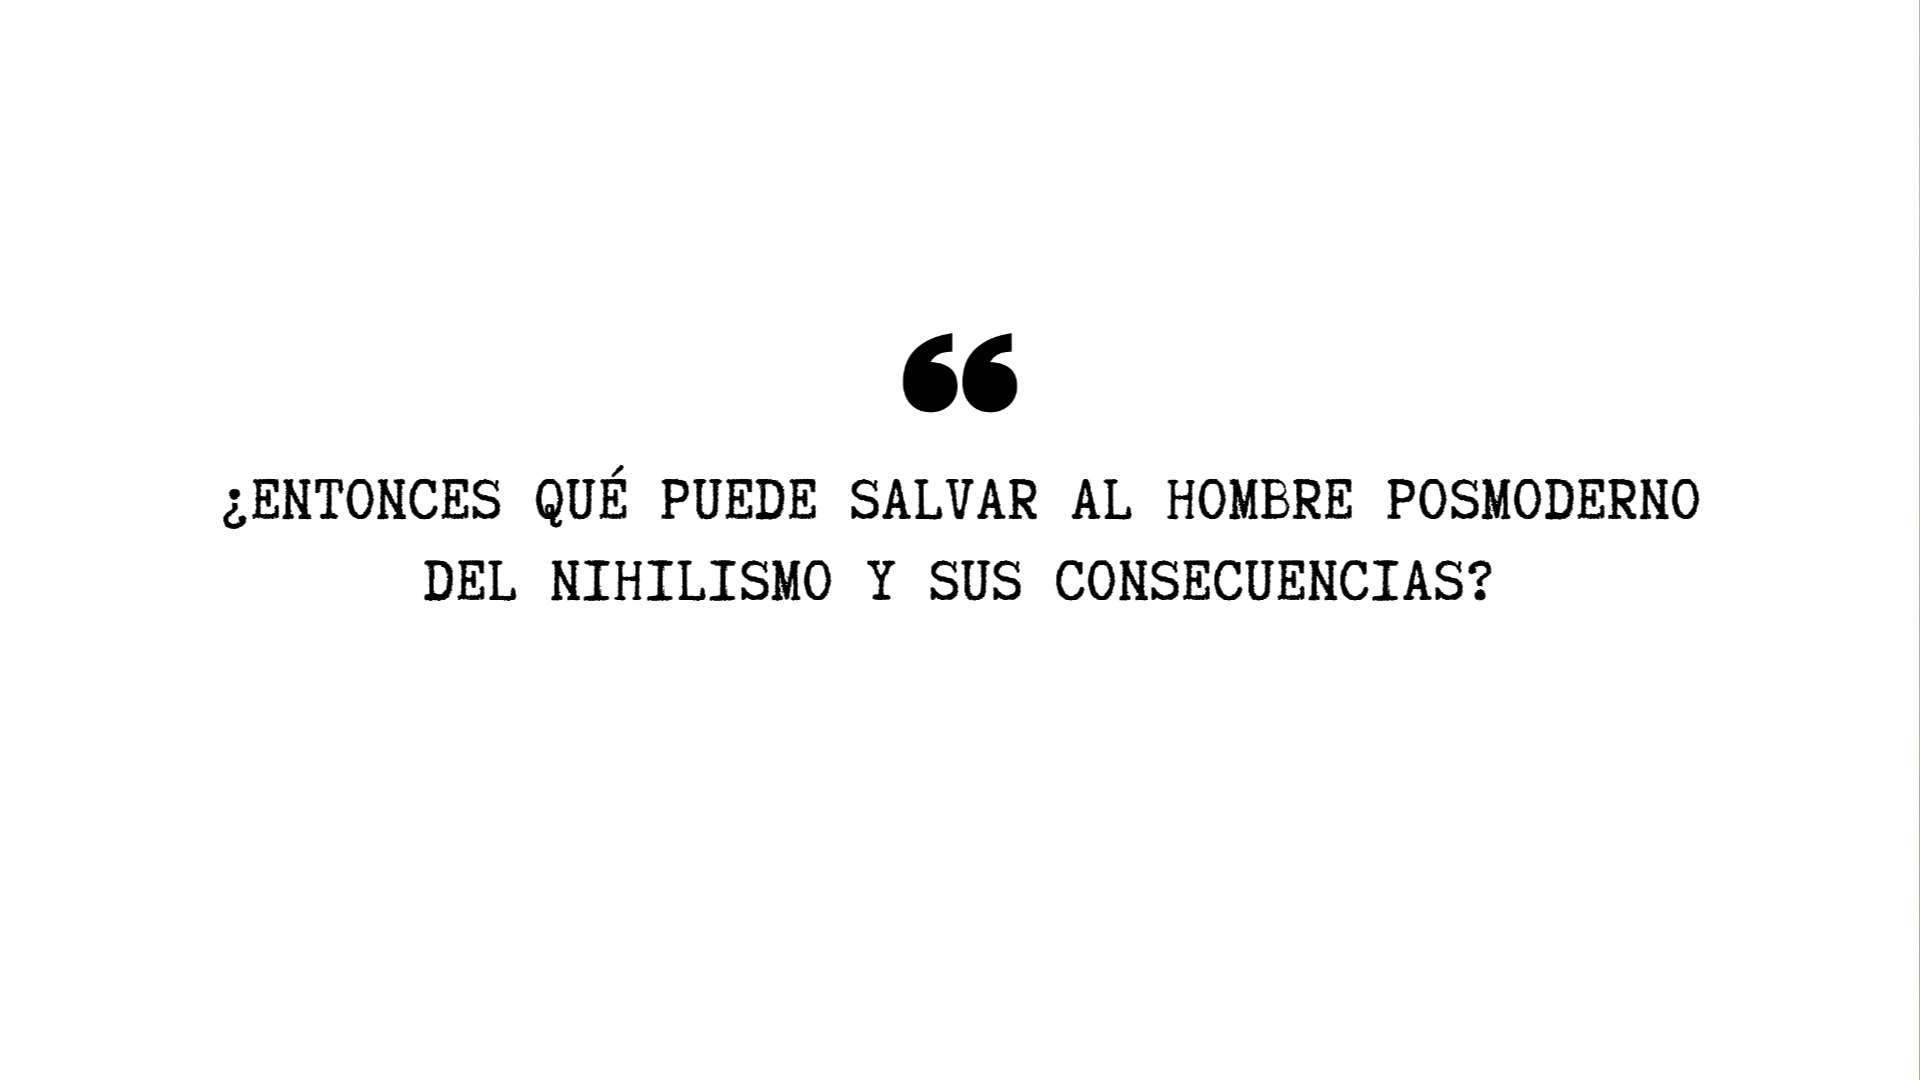 “
¿ENTONCES QUÉ PUEDE SALVAR AL HOMBRE POSMODERNO
DEL NIHILISMO Y SUS CONSECUENCIAS?